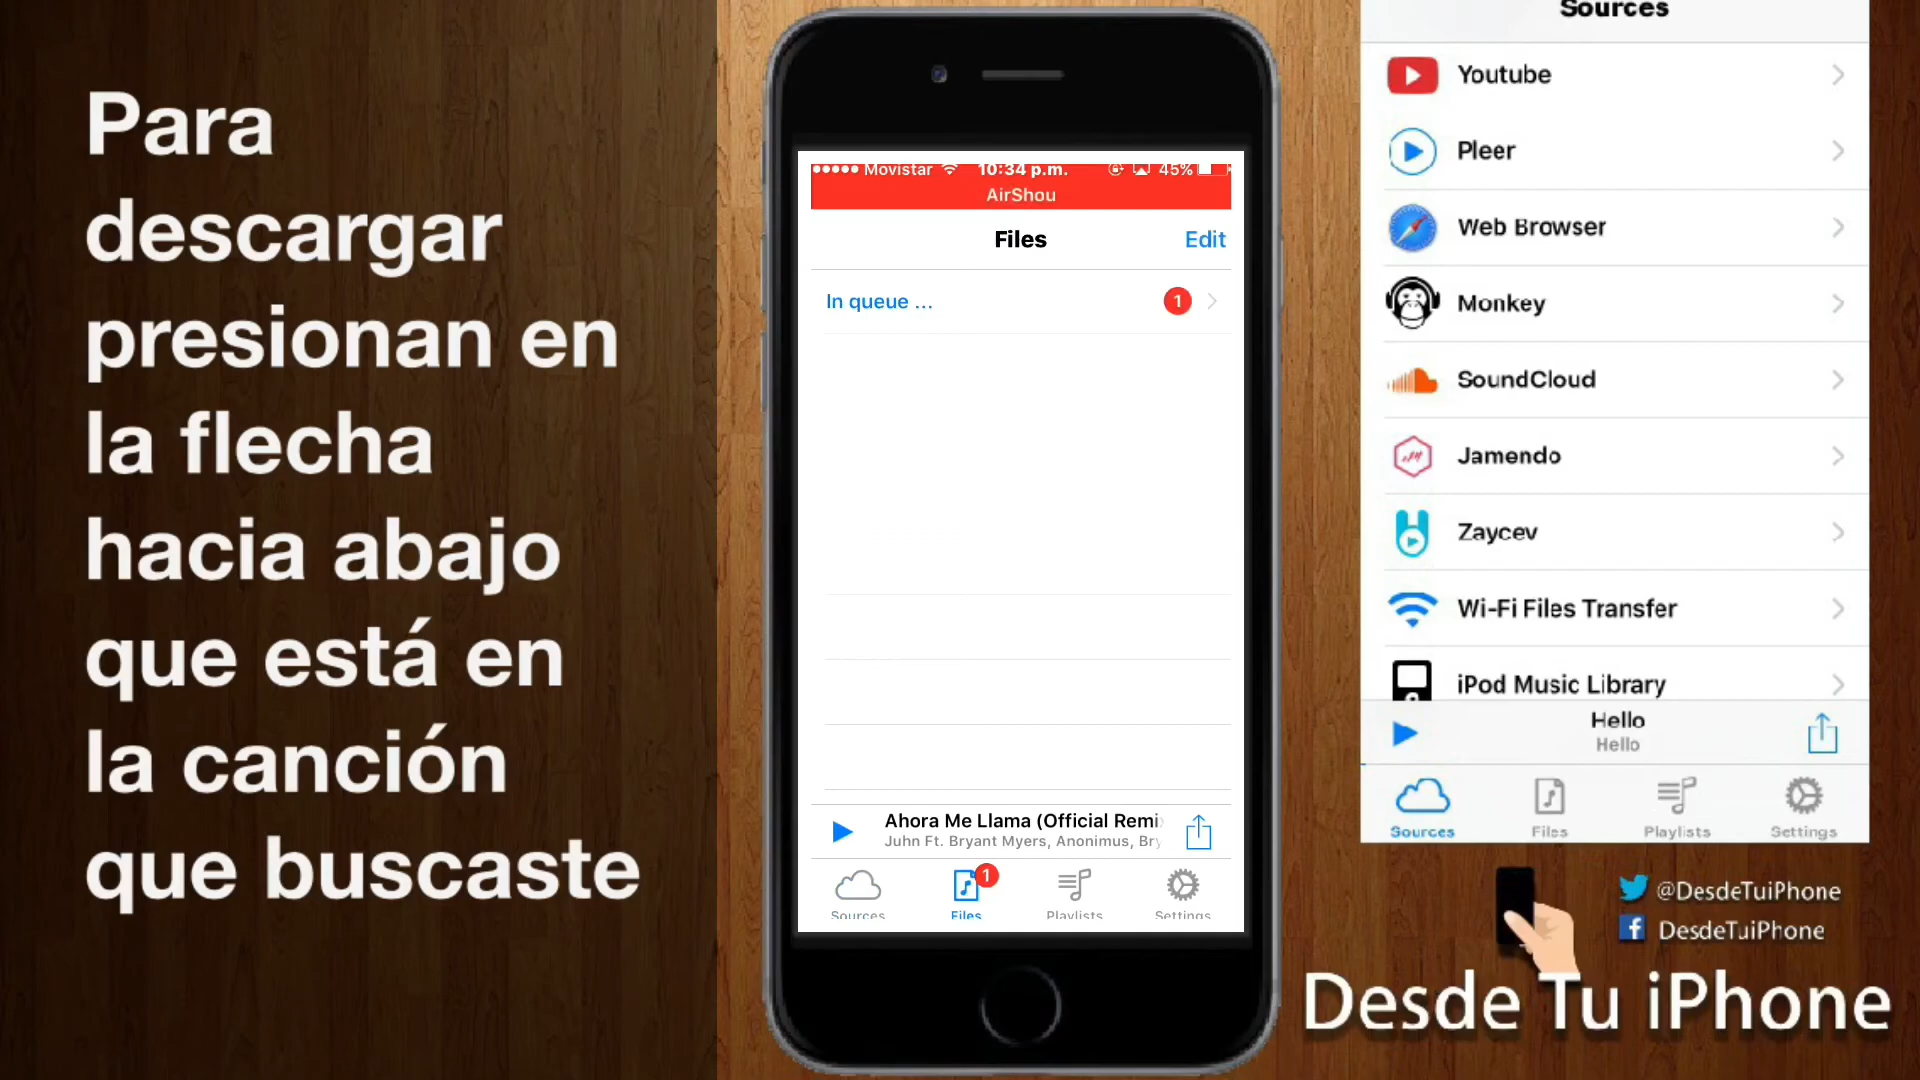 Para
descargar
presionan en
la flecha
hacia abajo
que está en
la canción
que buscaste
Movistar 10:34 p.m. 45%
AirShou
Files Edit
In queue ... 1
Ahora Me Llama (Official Remi
Juhn Ft. Bryant Myers, Anonimus, Bry
1
Sources Files Playlists Settings
Sources
Youtube
Pleer
Web Browser
Monkey
SoundCloud
Jamendo
Zaycev
Wi-Fi Files Transfer
iPod Music Library
Hello
Hello
Sources Files Playlists Settings
@DesdeTuiPhone
DesdeTuiPhone
Desde Tu iPhone